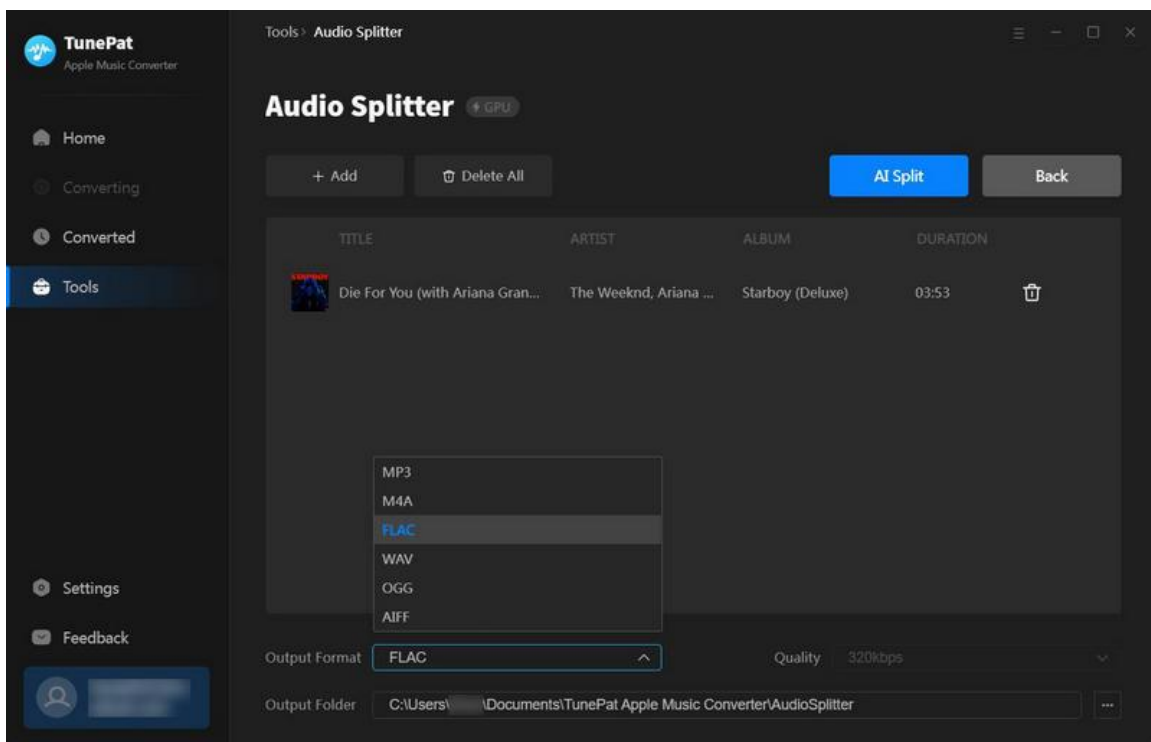 TunePat
Apple Music Converter
Home
Converting
Converted
Tools
Settings
Feedback
Tools › Audio Splitter
Audio Splitter GPU
+ Add Delete All AI Split Back
TITLE ARTIST ALBUM DURATION
Die For You (with Ariana Gran... The Weeknd, Ariana ... Starboy (Deluxe) 03:53
MP3
M4A
FLAC
WAV
OGG
AIFF
Output Format FLAC Quality 320kbps
Output Folder C:\Users\ \Documents\TunePat Apple Music Converter\AudioSplitter ...